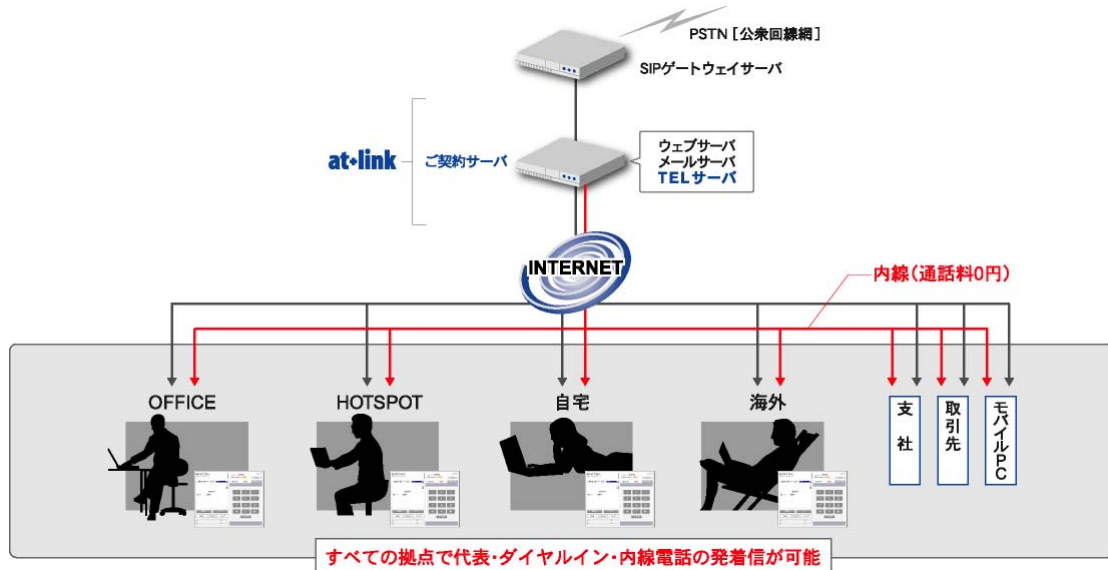 PSTN [公衆回線網]
SIPゲートウェイサーバ
at+link
ご契約サーバ
ウェブサーバ
メールサーバ
TELサーバ
INTERNET
内線(通話料0円)
OFFICE
HOTSPOT
自宅
海外
支社
取引先
モバイルPC
すべての拠点で代表・ダイヤルイン・内線電話の発着信が可能